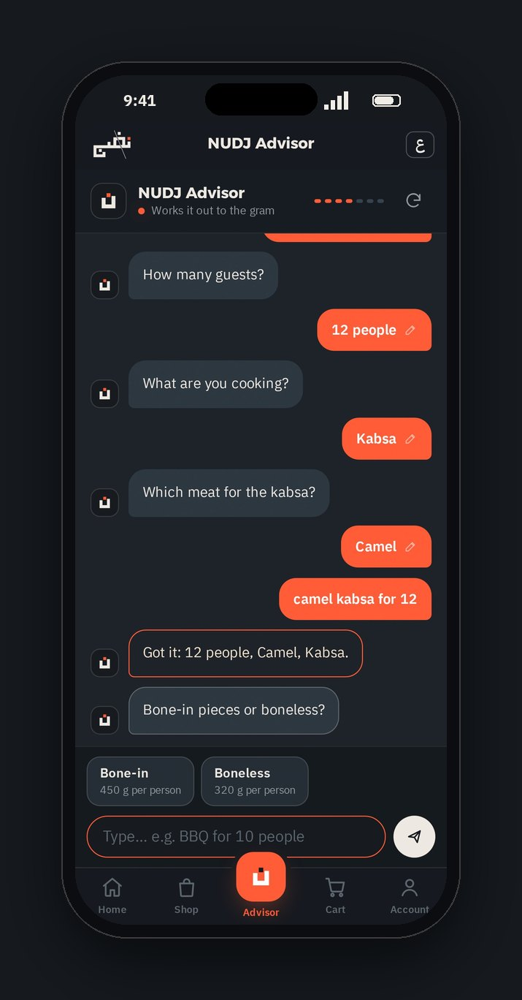 9:41
نضج
NUDJ Advisor
ع
NUDJ Advisor
Works it out to the gram
How many guests?
12 people
What are you cooking?
Kabsa
Which meat for the kabsa?
Camel
camel kabsa for 12
Got it: 12 people, Camel, Kabsa.
Bone-in pieces or boneless?
Bone-in
450 g per person
Boneless
320 g per person
Type... e.g. BBQ for 10 people
Home
Shop
Advisor
Cart
Account